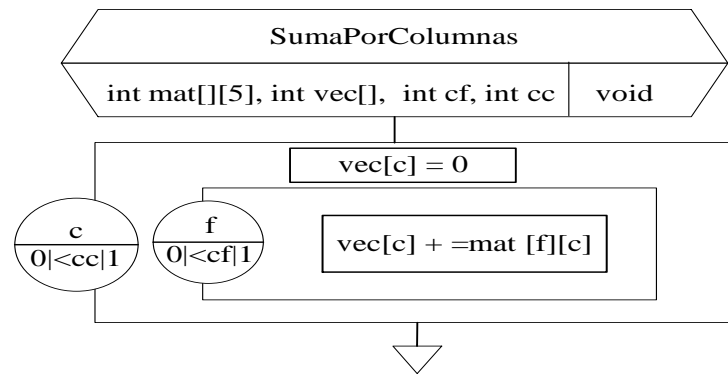 SumaPorColumnas
int mat[][5], int vec[], int cf, int cc void
vec[c] = 0
c
0|<cc|1
f
0|<cf|1
vec[c] + =mat [f][c]